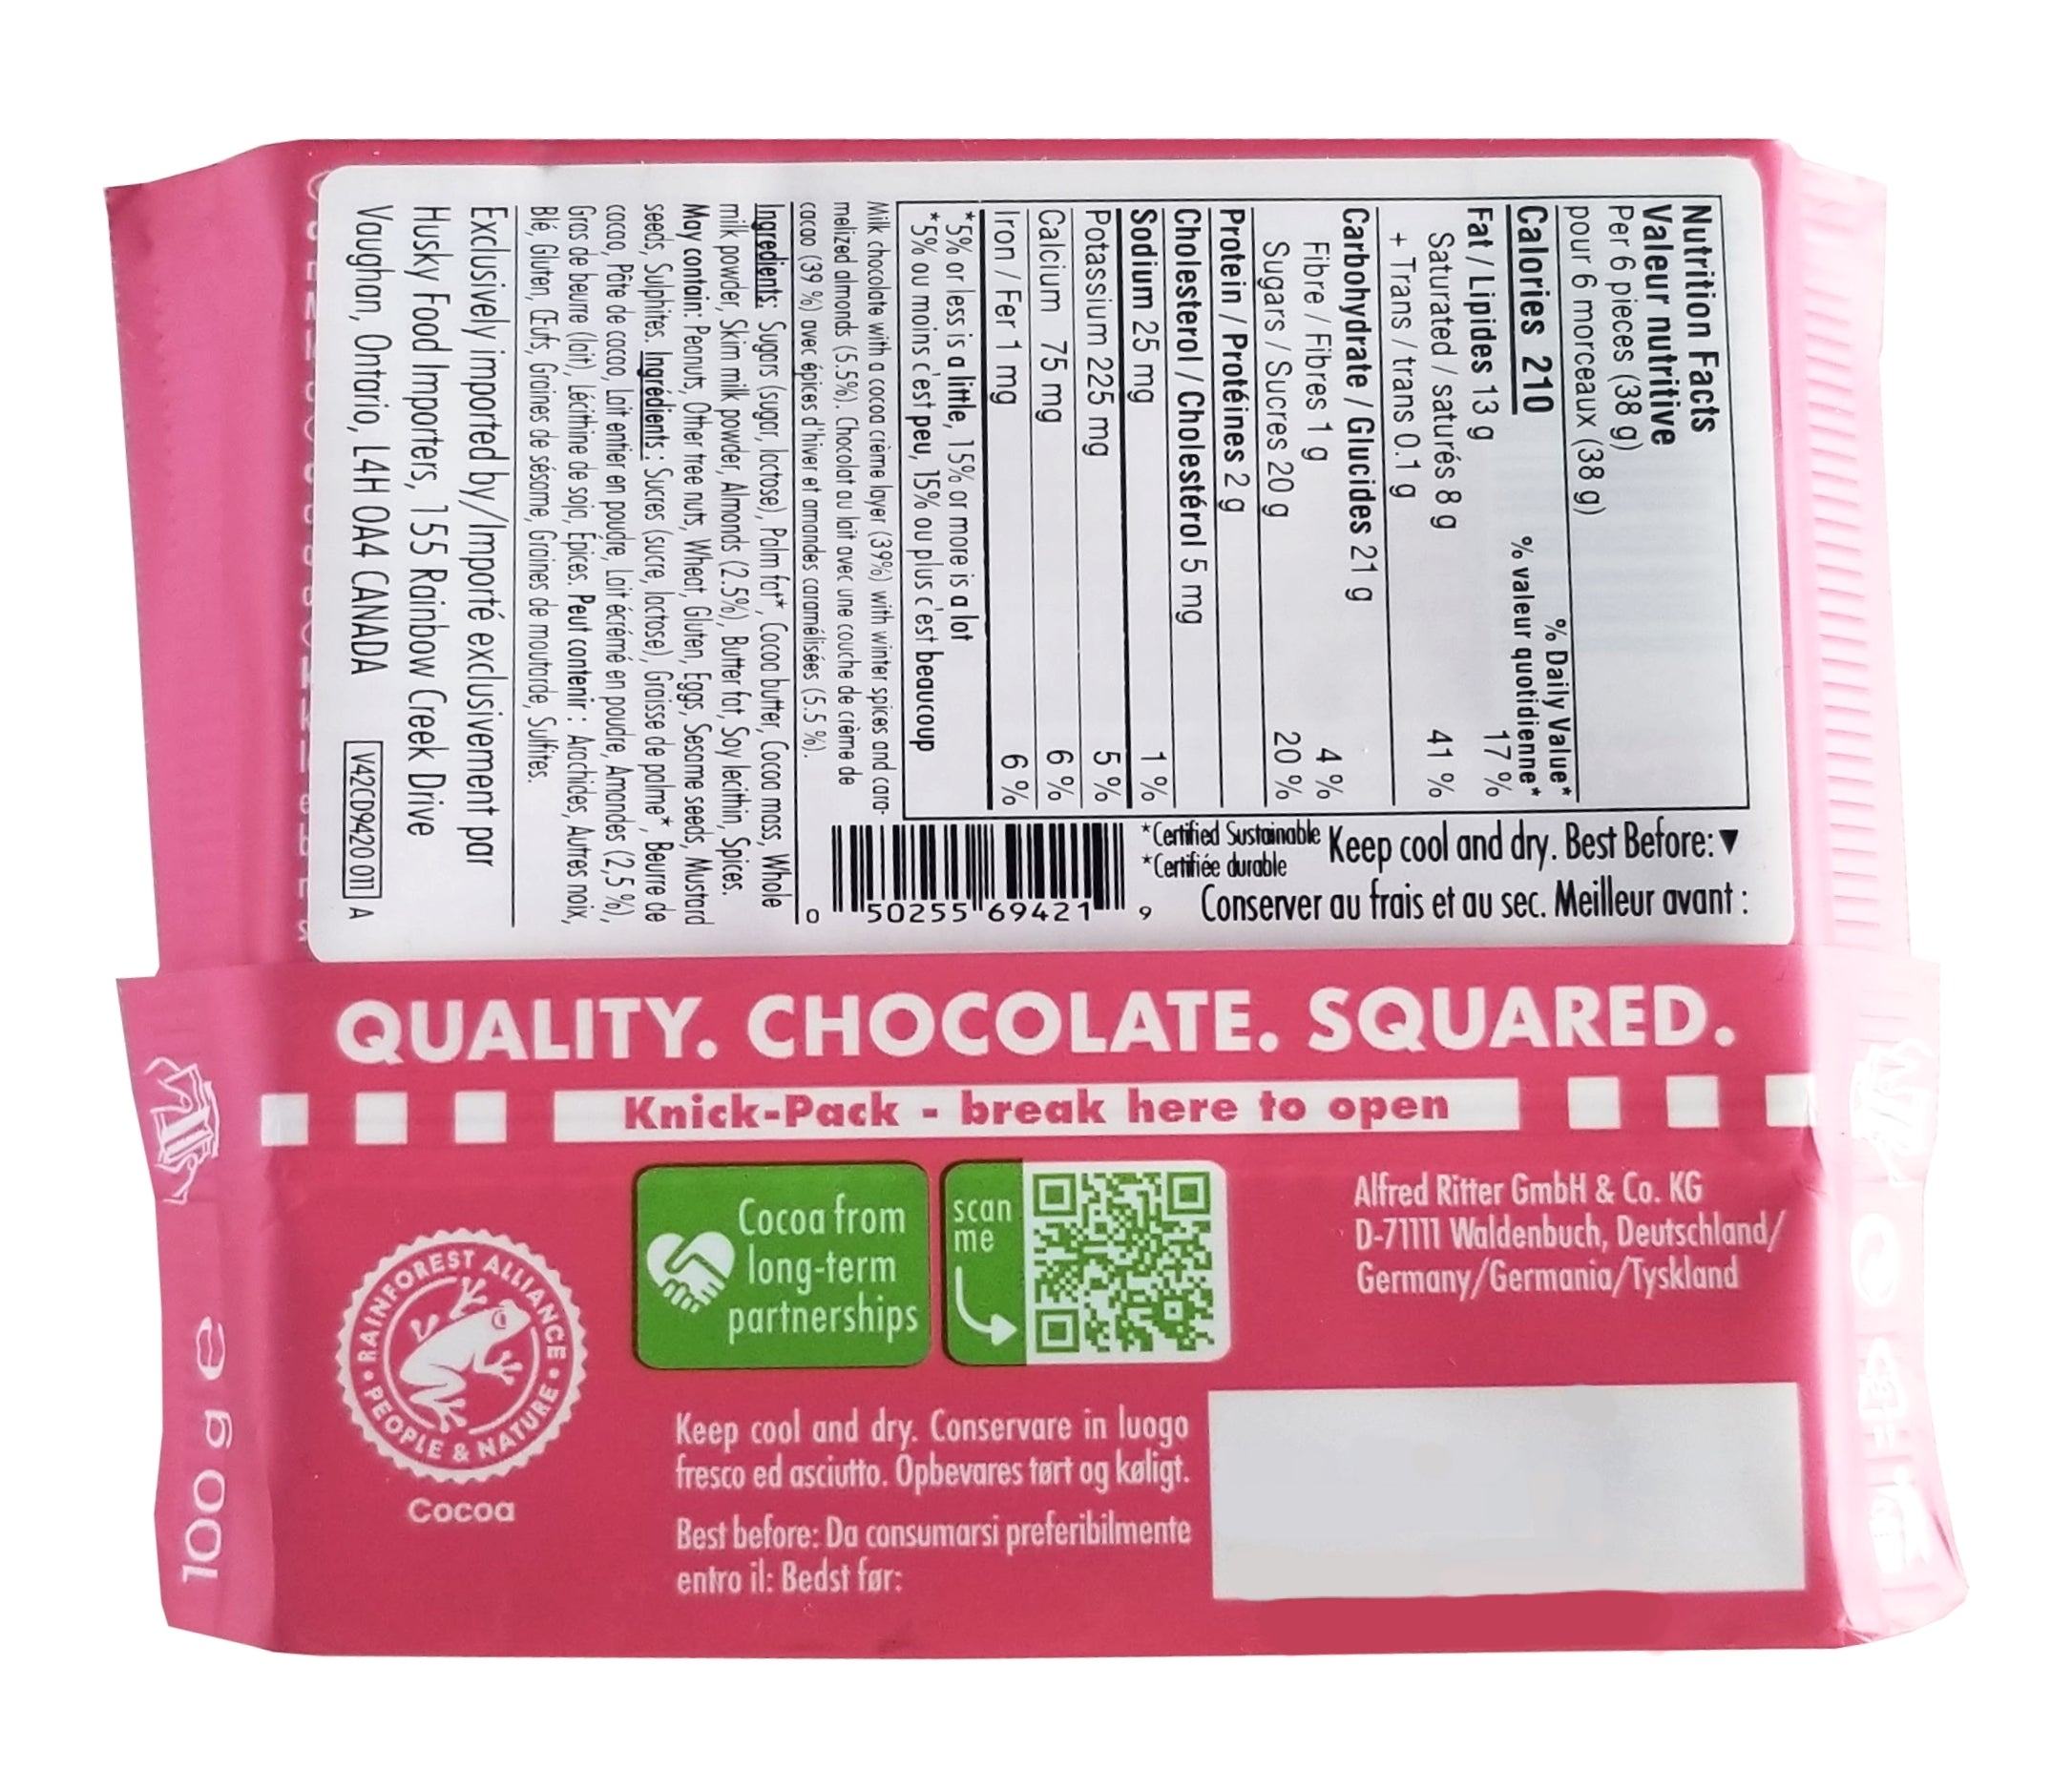 Nutrition Facts
Valeur nutritive
Per 6 pieces (38 g)
pour 6 morceaux (38 g)
% Daily Value*
Calories 210 % valeur quotidienne*
Fat / Lipides 13 g 17 %
Saturated / saturés 8 g 41 %
+ Trans / trans 0.1 g
Carbohydrate / Glucides 21 g
Fibre / Fibres 1 g 4 %
Sugars / Sucres 20 g 20 %
Protein / Protéines 2 g
Cholesterol / Cholestérol 5 mg
Sodium 25 mg 1 %
Potassium 225 mg 5 %
Calcium 75 mg 6 %
Iron / Fer 1 mg 6 %
*5% or less is a little, 15% or more is a lot
*5% ou moins c'est peu, 15% ou plus c'est beaucoup
Milk chocolate with a cocoa crème layer (39%) with winter spices and cara-
melized almonds (5.5%). Chocolat au lait avec une couche de crème de
cacao (39 %) avec épices d'hiver et amandes caramélisées (5.5 %).
Ingredients: Sugars (sugar, lactose), Palm fat*, Cocoa butter, Cocoa mass, Whole
milk powder, Skim milk powder, Almonds (2.5%), Butter fat, Soy lecithin, Spices.
May contain: Peanuts, Other tree nuts, Wheat, Gluten, Eggs, Sesame seeds, Mustard
seeds, Sulphites. Ingrédients : Sucres (sucre, lactose), Graisse de palme*, Beurre de
cacao, Pâte de cacao, Lait entier en poudre, Lait écrémé en poudre, Amandes (2,5 %),
Gras de beurre (lait), Lécithine de soja, Épices. Peut contenir : Arachides, Autres noix,
Blé, Gluten, Œufs, Graines de sésame, Graines de moutarde, Sulfites.
Exclusively imported by/Importé exclusivement par
Husky Food Importers, 155 Rainbow Creek Drive
Vaughan, Ontario, L4H 0A4 CANADA V42CD9420 011 A
*Certified Sustainable
*Certifiée durable
Keep cool and dry. Best Before: ▼
Conserver au frais et au sec. Meilleur avant :
0 50255 69421 9
QUALITY. CHOCOLATE. SQUARED.
Knick-Pack - break here to open
Cocoa from
long-term
partnerships
scan
me
Alfred Ritter GmbH & Co. KG
D-71111 Waldenbuch, Deutschland/
Germany/Germania/Tyskland
RAINFOREST ALLIANCE
PEOPLE & NATURE
Cocoa
Keep cool and dry. Conservare in luogo
fresco ed asciutto. Opbevares tørt og køligt.
Best before: Da consumarsi preferibilmente
entro il: Bedst før:
100 g e